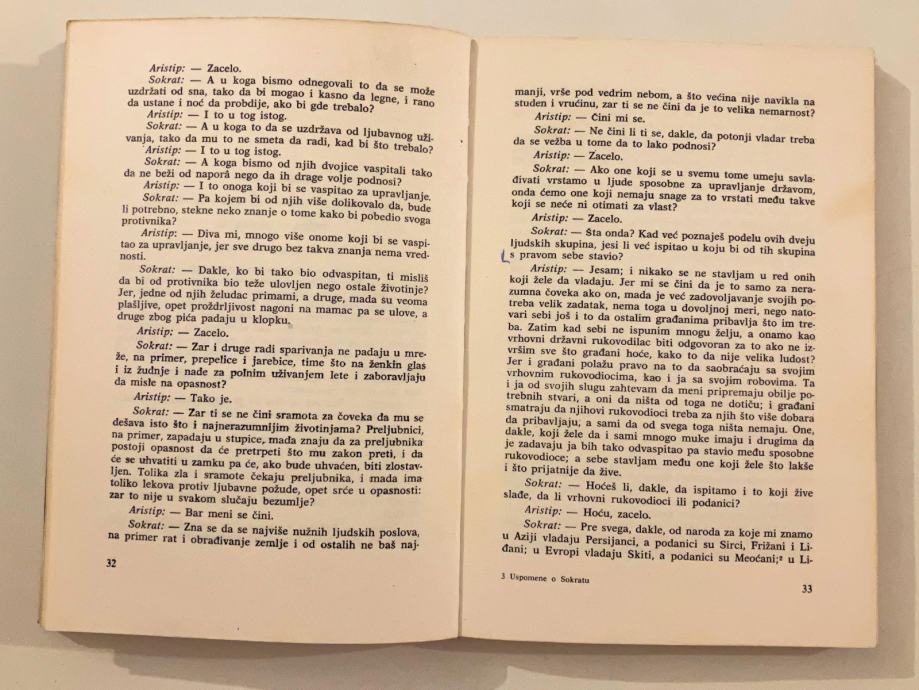 Aristip: — Zacelo.
Sokrat: — A u koga bismo odnegovali to da se može
uzdržati od sna, tako da bi mogao i kasno da legne, i rano
da ustane i noć da probdije, ako bi gde trebalo?
Aristip: — I to u tog istog.
Sokrat: — A u koga to da se uzdržava od ljubavnog uži-
vanja, tako da mu to ne smeta da radi, kad bi što trebalo?
Aristip: — I to u tog istog.
Sokrat: — A koga bismo od njih dvojice vaspitali tako
da ne beži od naporâ nego da ih drage volje podnosi?
Aristip: — I to onoga koji bi se vaspitao za upravljanje.
Sokrat: — Pa kojem bi od njih više dolikovalo da, bude
li potrebno, stekne neko znanje o tome kako bi pobedio svoga
protivnika?
Aristip: — Diva mi, mnogo više onome koji bi se vaspi-
tao za upravljanje, jer sve drugo bez takva znanja nema vred-
nosti.
Sokrat: — Dakle, ko bi tako bio odvaspitan, ti misliš
da bi od protivnika bio teže ulovljen nego ostale životinje?
Jer, jedne od njih želudac primami, a druge, mada su veoma
plašljive, opet proždrljivost nagoni na mamac pa se ulove, a
druge zbog pića padaju u klopku.
Aristip: — Zacelo.
Sokrat: — Zar i druge radi sparivanja ne padaju u mre-
že, na primer, prepelice i jarebice, time što na ženkin glas
i iz žudnje i nade za polnim uživanjem lete i zaboravljaju
da misle na opasnost?
Aristip: — Tako je.
Sokrat: — Zar ti se ne čini sramota za čoveka da mu se
dešava isto što i najnerazumnijim životinjama? Preljubnici,
na primer, zapadaju u stupice, mada znaju da za preljubnika
postoji opasnost da će pretrpeti što mu zakon preti, i da
će se uhvatiti u zamku pa će, ako bude uhvaćen, biti zlostav-
ljen. Tolika zla i sramote čekaju preljubnika, i mada ima
toliko lekova protiv ljubavne požude, opet srće u opasnosti:
zar to nije u svakom slučaju bezumlje?
Aristip: — Bar meni se čini.
Sokrat: — Zna se da se najviše nužnih ljudskih poslova,
na primer rat i obrađivanje zemlje i od ostalih ne baš naj-
32
manji, vrše pod vedrim nebom, a što većina nije navikla na
studen i vrućinu, zar ti se ne čini da je to velika nemarnost?
Aristip: — Čini mi se.
Sokrat: — Ne čini li ti se, dakle, da potonji vladar treba
da se vežba u tome da to lako podnosi?
Aristip: — Zacelo.
Sokrat: — Ako one koji se u svemu tome umeju savla-
đivati vrstamo u ljude sposobne za upravljanje državom,
onda ćemo one koji nemaju snage za to vrstati među takve
koji se neće ni otimati za vlast?
Aristip: — Zacelo.
Sokrat: — Šta onda? Kad već poznaješ podelu ovih dveju
ljudskih skupina, jesi li već ispitao u koju bi od tih skupina
s pravom sebe stavio?
Aristip: — Jesam; i nikako se ne stavljam u red onih
koji žele da vladaju. Jer mi se čini da je to samo za nera-
zumna čoveka ako on, mada je već zadovoljavanje svojih po-
treba velik zadatak, nema toga u dovoljnoj meri, nego nato-
vari sebi još i to da ostalim građanima pribavlja što im tre-
ba. Zatim kad sebi ne ispunim mnogu želju, a onamo kao
vrhovni državni rukovodilac biti odgovoran za to ako ne iz-
vršim sve što građani hoće, kako to da nije velika ludost?
Jer i građani polažu pravo na to da saobraćaju sa svojim
vrhovnim rukovodiocima, kao i ja sa svojim robovima. Ta
i ja od svojih slugu zahtevam da meni pripremaju obilje po-
trebnih stvari, a oni da ništa od toga ne dotiču; i građani
smatraju da njihovi rukovodioci treba za njih što više dobara
da pribavljaju, a sami da od svega toga ništa nemaju. One,
dakle, koji žele da i sami mnogo muke imaju i drugima da
je zadavaju ja bih tako odvaspitao pa stavio među sposobne
rukovodioce; a sebe stavljam među one koji žele što lakše
i što prijatnije da žive.
Sokrat: — Hoćeš li, dakle, da ispitamo i to koji žive
slađe, da li vrhovni rukovodioci ili podanici?
Aristip: — Hoću, zacelo.
Sokrat: — Pre svega, dakle, od naroda za koje mi znamo
u Aziji vladaju Persijanci, a podanici su Sirci, Frižani i Li-
đani; u Evropi vladaju Skiti, a podanici su Meoćani;² u Li-
3 Uspomene o Sokratu
33